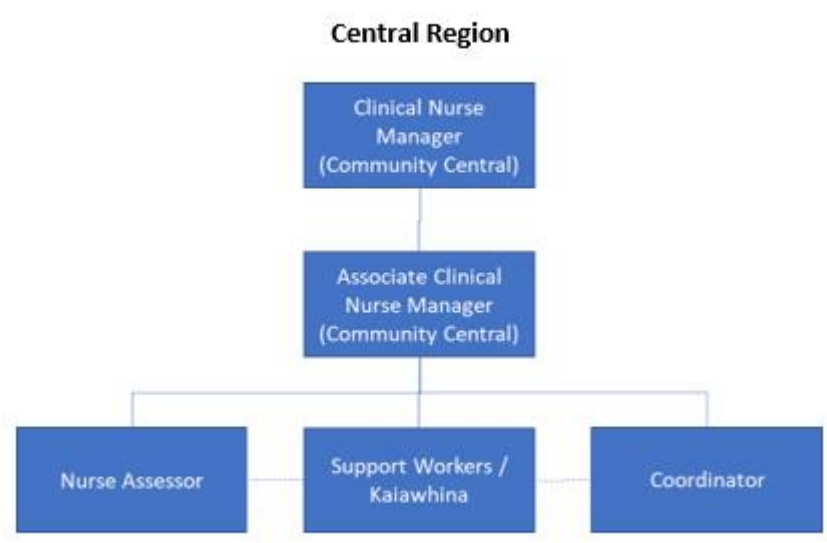 Central Region
Clinical Nurse
Manager
(Community Central)
Associate Clinical
Nurse Manager
(Community Central)
Nurse Assessor
Support Workers /
Kaiawhina
Coordinator